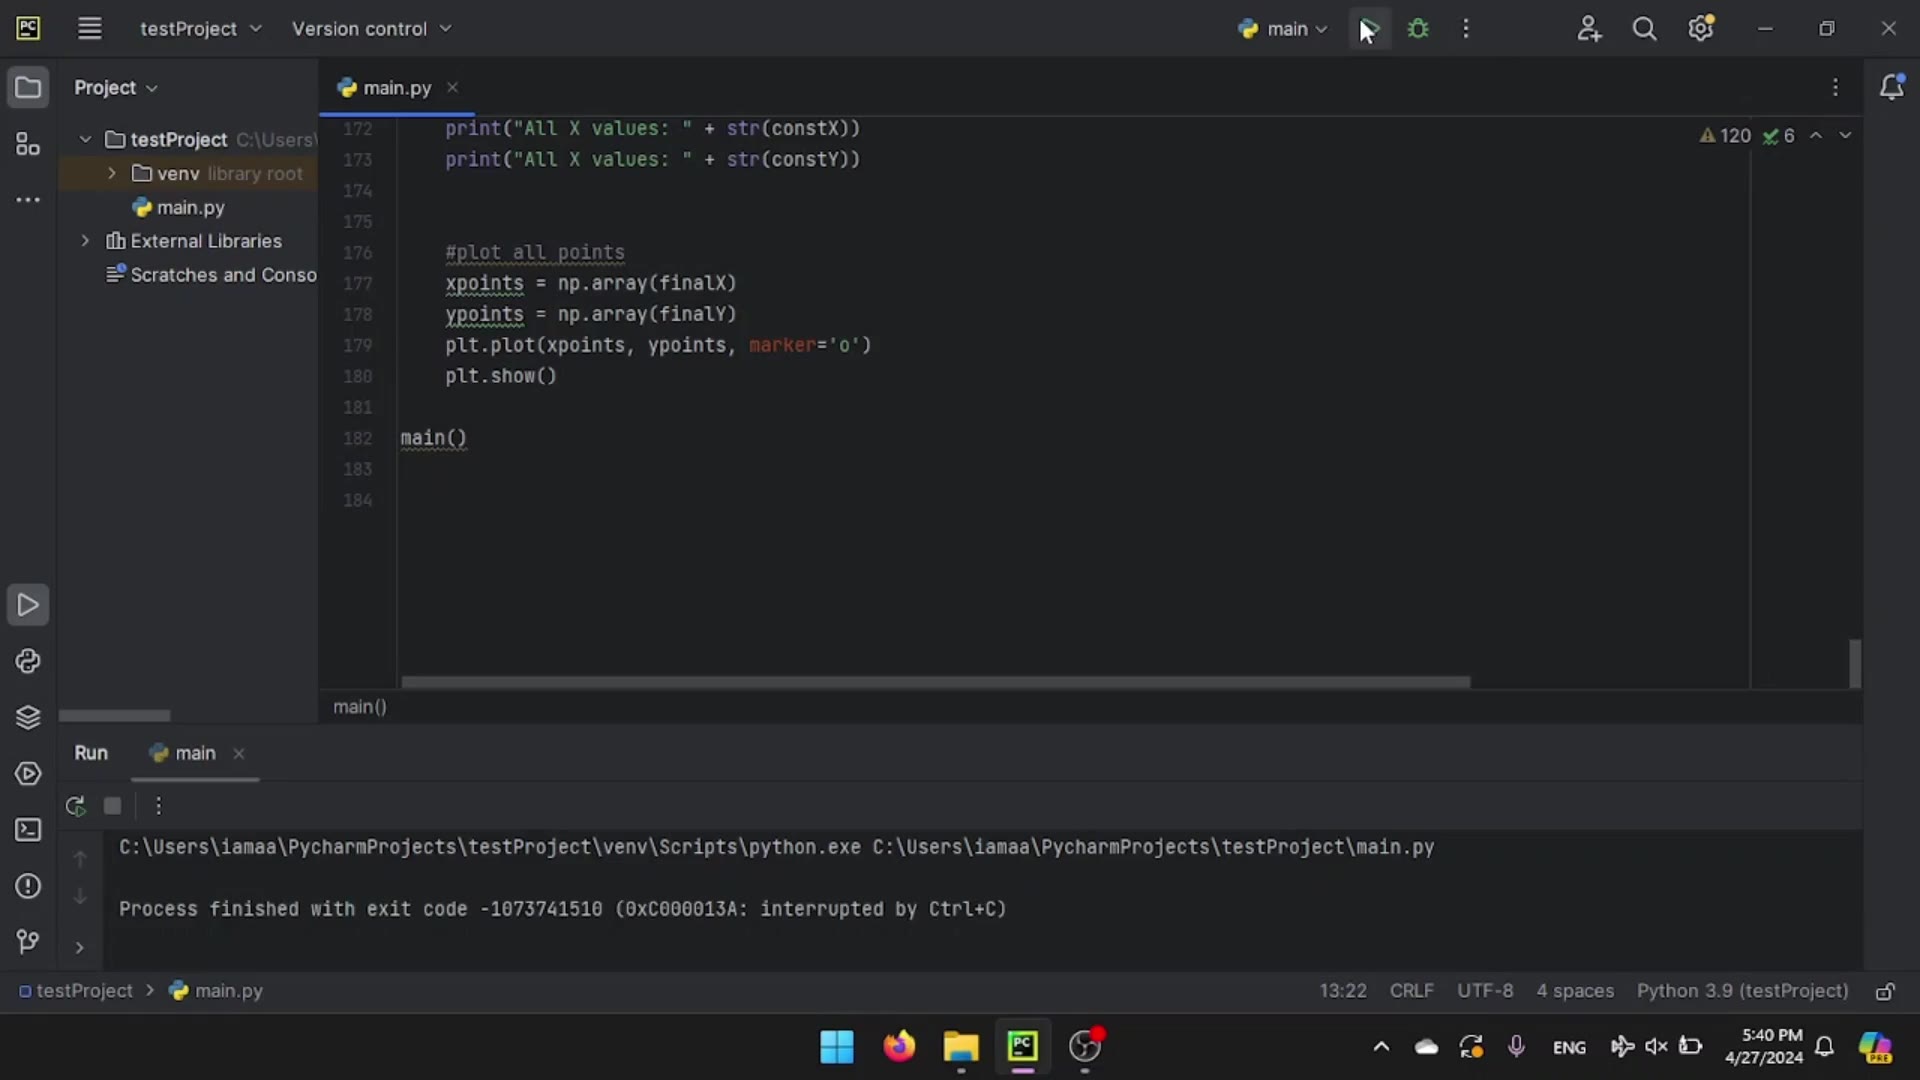 PC
testProject
Version control
main
Project
main.py
testProject C:\Users\
venv library root
main.py
External Libraries
Scratches and Conso
120
6
172 print("All X values: " + str(constX))
173 print("All X values: " + str(constY))
174
175
176 #plot all points
177 xpoints = np.array(finalX)
178 ypoints = np.array(finalY)
179 plt.plot(xpoints, ypoints, marker='o')
180 plt.show()
181
182 main()
183
184
main()
Run
main
C:\Users\iamaa\PycharmProjects\testProject\venv\Scripts\python.exe C:\Users\iamaa\PycharmProjects\testProject\main.py
Process finished with exit code -1073741510 (0xC000013A: interrupted by Ctrl+C)
testProject > main.py
13:22 CRLF UTF-8 4 spaces Python 3.9 (testProject)
PC
ENG
5:40 PM
4/27/2024
PRE